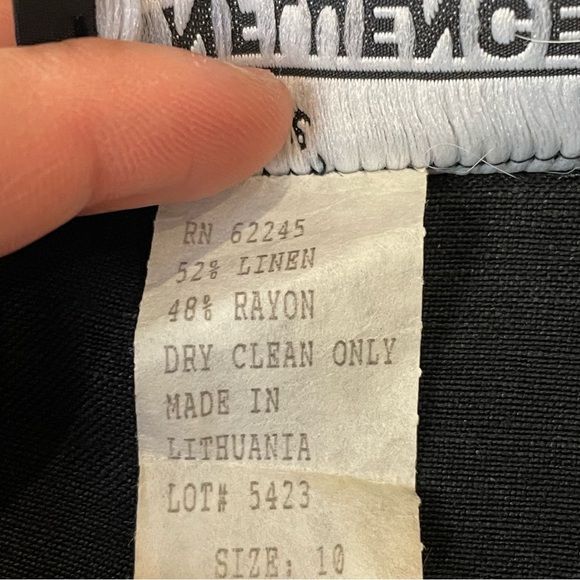 RN 62245
52% LINEN
48% RAYON
DRY CLEAN ONLY
MADE IN
LITHUANIA
LOT# 5423
SIZE: 10